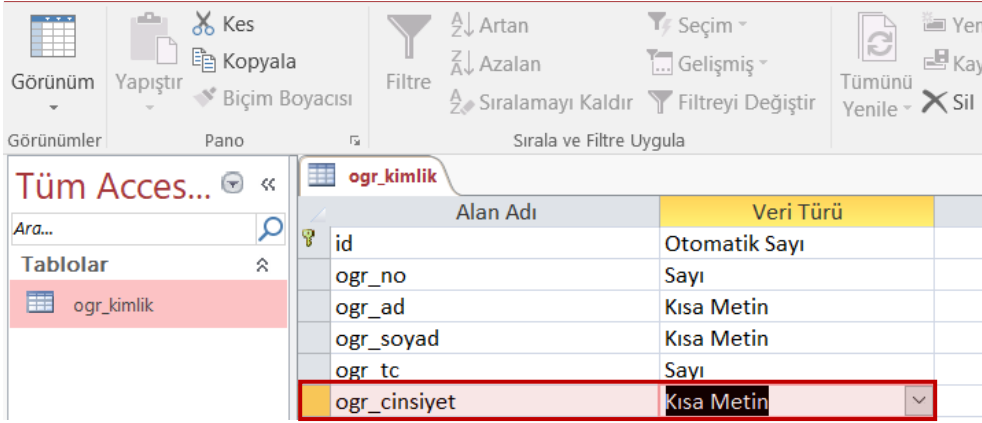 Görünüm
Görünümler
Yapıştır
Kes
Kopyala
Biçim Boyacısı
Pano
Filtre
Artan
Azalan
Sıralamayı Kaldır
Seçim
Gelişmiş
Filtreyi Değiştir
Sırala ve Filtre Uygula
Tümünü
Yenile
Sil
Tüm Acces...
Ara...
Tablolar
ogr_kimlik
ogr_kimlik
Alan Adı Veri Türü
id Otomatik Sayı
ogr_no Sayı
ogr_ad Kısa Metin
ogr_soyad Kısa Metin
ogr_tc Sayı
ogr_cinsiyet Kısa Metin